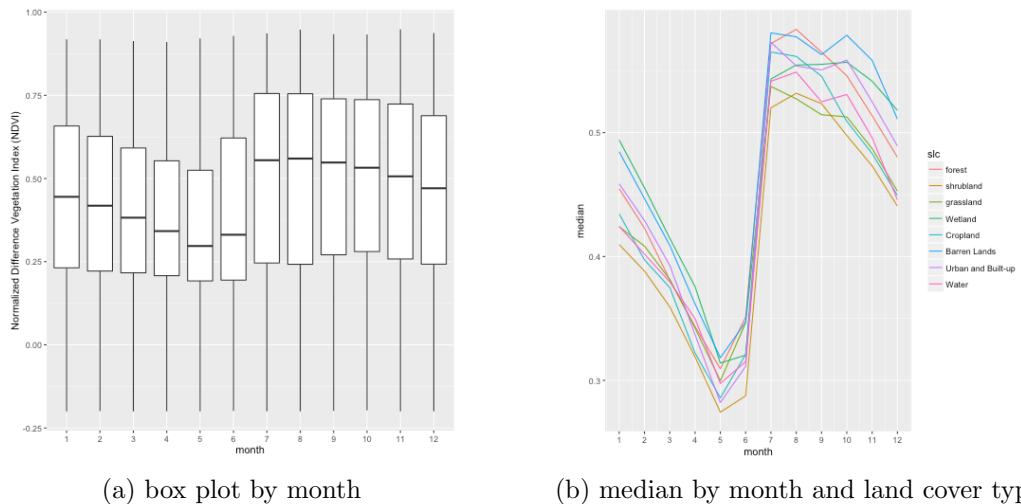 1.00
0.75
0.50
0.25
0.00
-0.25
Normalized Difference Vegetation Index (NDVI)
1 2 3 4 5 6 7 8 9 10 11 12
month
(a) box plot by month
0.5
0.4
0.3
median
1 2 3 4 5 6 7 8 9 10 11 12
month
slc
forest
shrubland
grassland
Wetland
Cropland
Barren Lands
Urban and Built-up
Water
(b) median by month and land cover typ